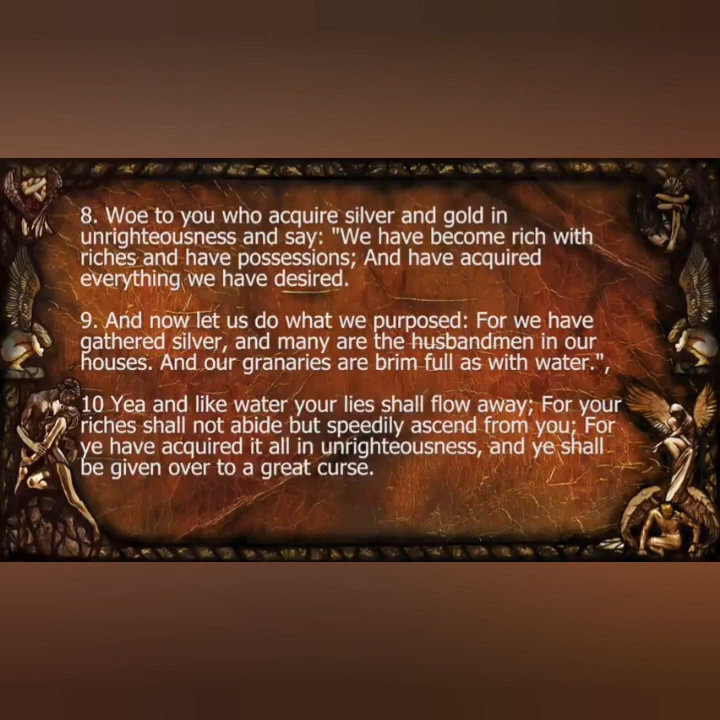 8. Woe to you who acquire silver and gold in
unrighteousness and say: "We have become rich with
riches and have possessions; And have acquired
everything we have desired.
9. And now let us do what we purposed: For we have
gathered silver, and many are the husbandmen in our
houses. And our granaries are brim full as with water.",
10 Yea and like water your lies shall flow away; For your
riches shall not abide but speedily ascend from you; For
ye have acquired it all in unrighteousness, and ye shall
be given over to a great curse.